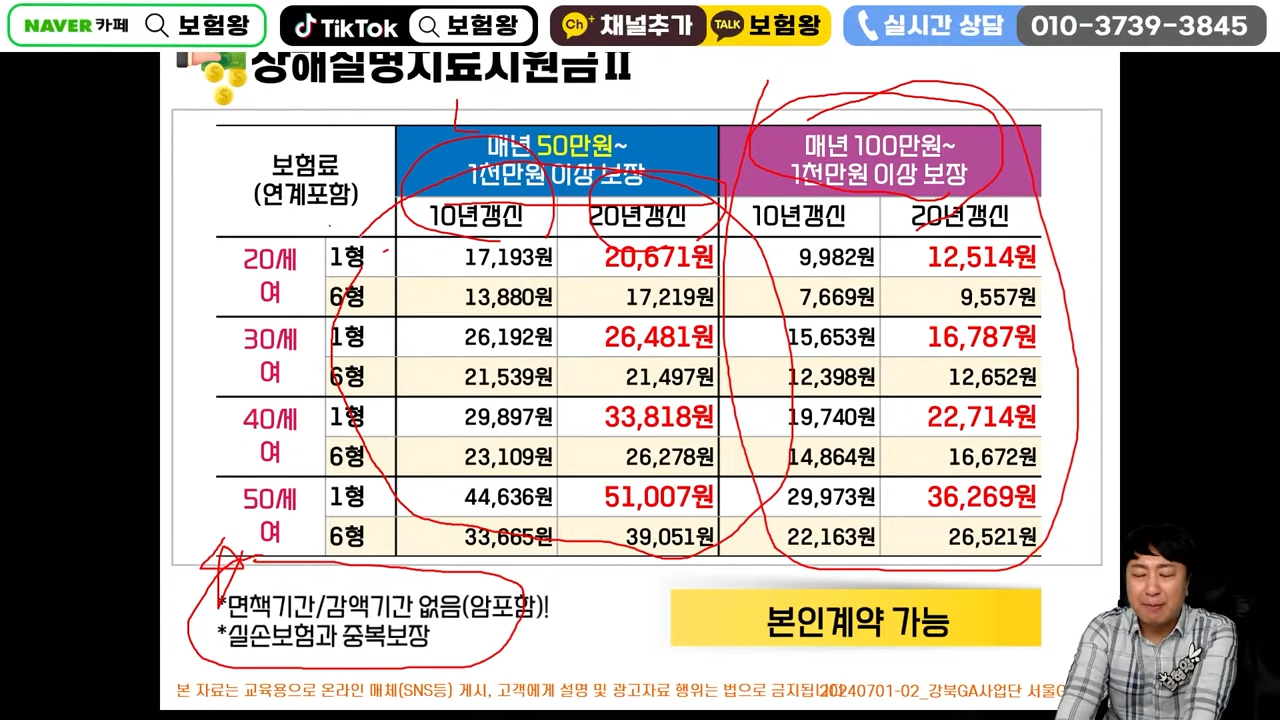 NAVER 카페 보험왕 TikTok 보험왕 Ch+ 채널추가 TALK 보험왕 실시간 상담 010-3739-3845
상해질병치료지원금Ⅱ
보험료
(연계포함)
매년 50만원~
1천만원 이상 보장
매년 100만원~
1천만원 이상 보장
10년갱신 20년갱신 10년갱신 20년갱신
20세 여
1형 17,193원 20,671원 9,982원 12,514원
6형 13,880원 17,219원 7,669원 9,557원
30세 여
1형 26,192원 26,481원 15,653원 16,787원
6형 21,539원 21,497원 12,398원 12,652원
40세 여
1형 29,897원 33,818원 19,740원 22,714원
6형 23,109원 26,278원 14,864원 16,672원
50세 여
1형 44,636원 51,007원 29,973원 36,269원
6형 33,665원 39,051원 22,163원 26,521원
*면책기간/감액기간 없음(암포함)!
*실손보험과 중복보장
본인계약 가능
본 자료는 교육용으로 온라인 매체(SNS등) 게시, 고객에게 설명 및 광고자료 행위는 법으로 금지됩니다. 20240701-02_강북GA사업단 서울G
보험왕